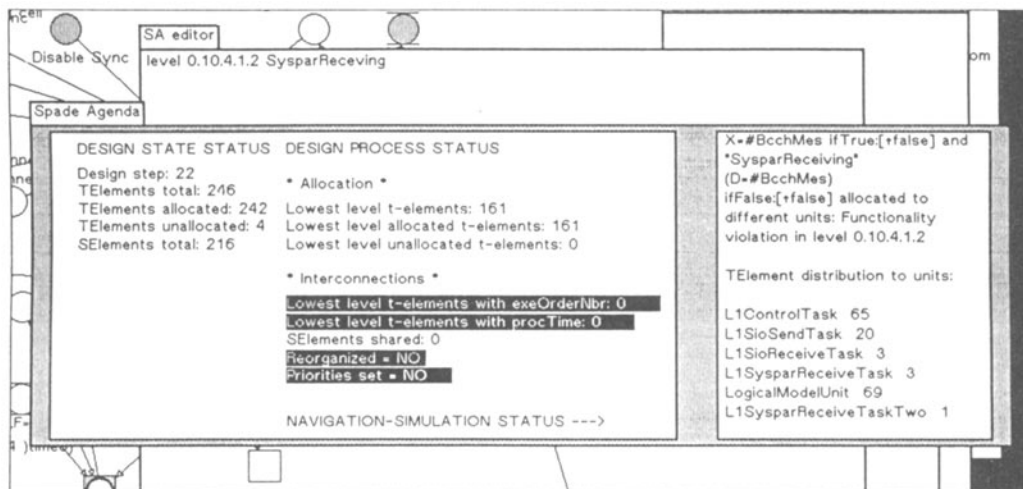 cell
Disable Sync
SA editor
level 0.10.4.1.2 SysparReceving
om
Spade Agenda
DESIGN STATE STATUS
Design step: 22
TElements total: 246
TElements allocated: 242
TElements unallocated: 4
SElements total: 216
DESIGN PROCESS STATUS
* Allocation *
Lowest level t-elements: 161
Lowest level allocated t-elements: 161
Lowest level unallocated t-elements: 0
* Interconnections *
Lowest level t-elements with exeOrderNbr: 0
Lowest level t-elements with procTime: 0
SElements shared: 0
Reorganized = NO
Priorities set = NO
NAVIGATION-SIMULATION STATUS --->
X=#BcchMes ifTrue:[↑false] and
"SysparReceiving"
(D=#BcchMes)
ifFalse:[↑false] allocated to
different units: Functionality
violation in level 0.10.4.1.2
TElement distribution to units:
L1ControlTask 65
L1SioSendTask 20
L1SioReceiveTask 3
L1SysparReceiveTask 3
LogicalModelUnit 69
L1SysparReceiveTaskTwo 1